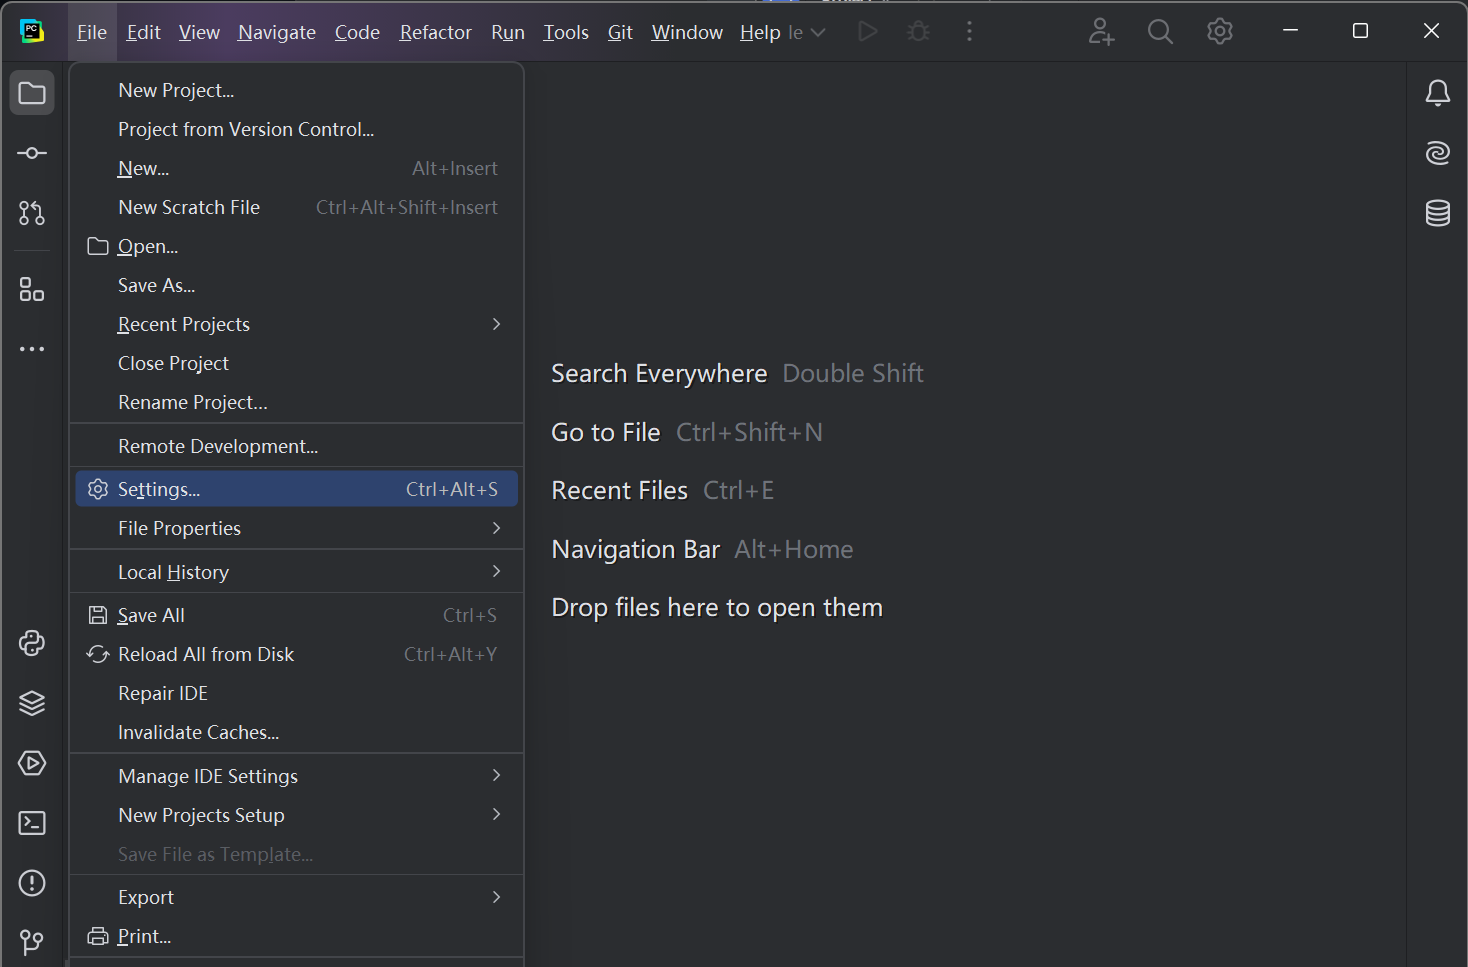 PC
File Edit View Navigate Code Refactor Run Tools Git Window Help le
New Project...
Project from Version Control...
New... Alt+Insert
New Scratch File Ctrl+Alt+Shift+Insert
Open...
Save As...
Recent Projects
Close Project
Rename Project...
Remote Development...
Settings... Ctrl+Alt+S
File Properties
Local History
Save All Ctrl+S
Reload All from Disk Ctrl+Alt+Y
Repair IDE
Invalidate Caches...
Manage IDE Settings
New Projects Setup
Save File as Template...
Export
Print...
Search Everywhere Double Shift
Go to File Ctrl+Shift+N
Recent Files Ctrl+E
Navigation Bar Alt+Home
Drop files here to open them